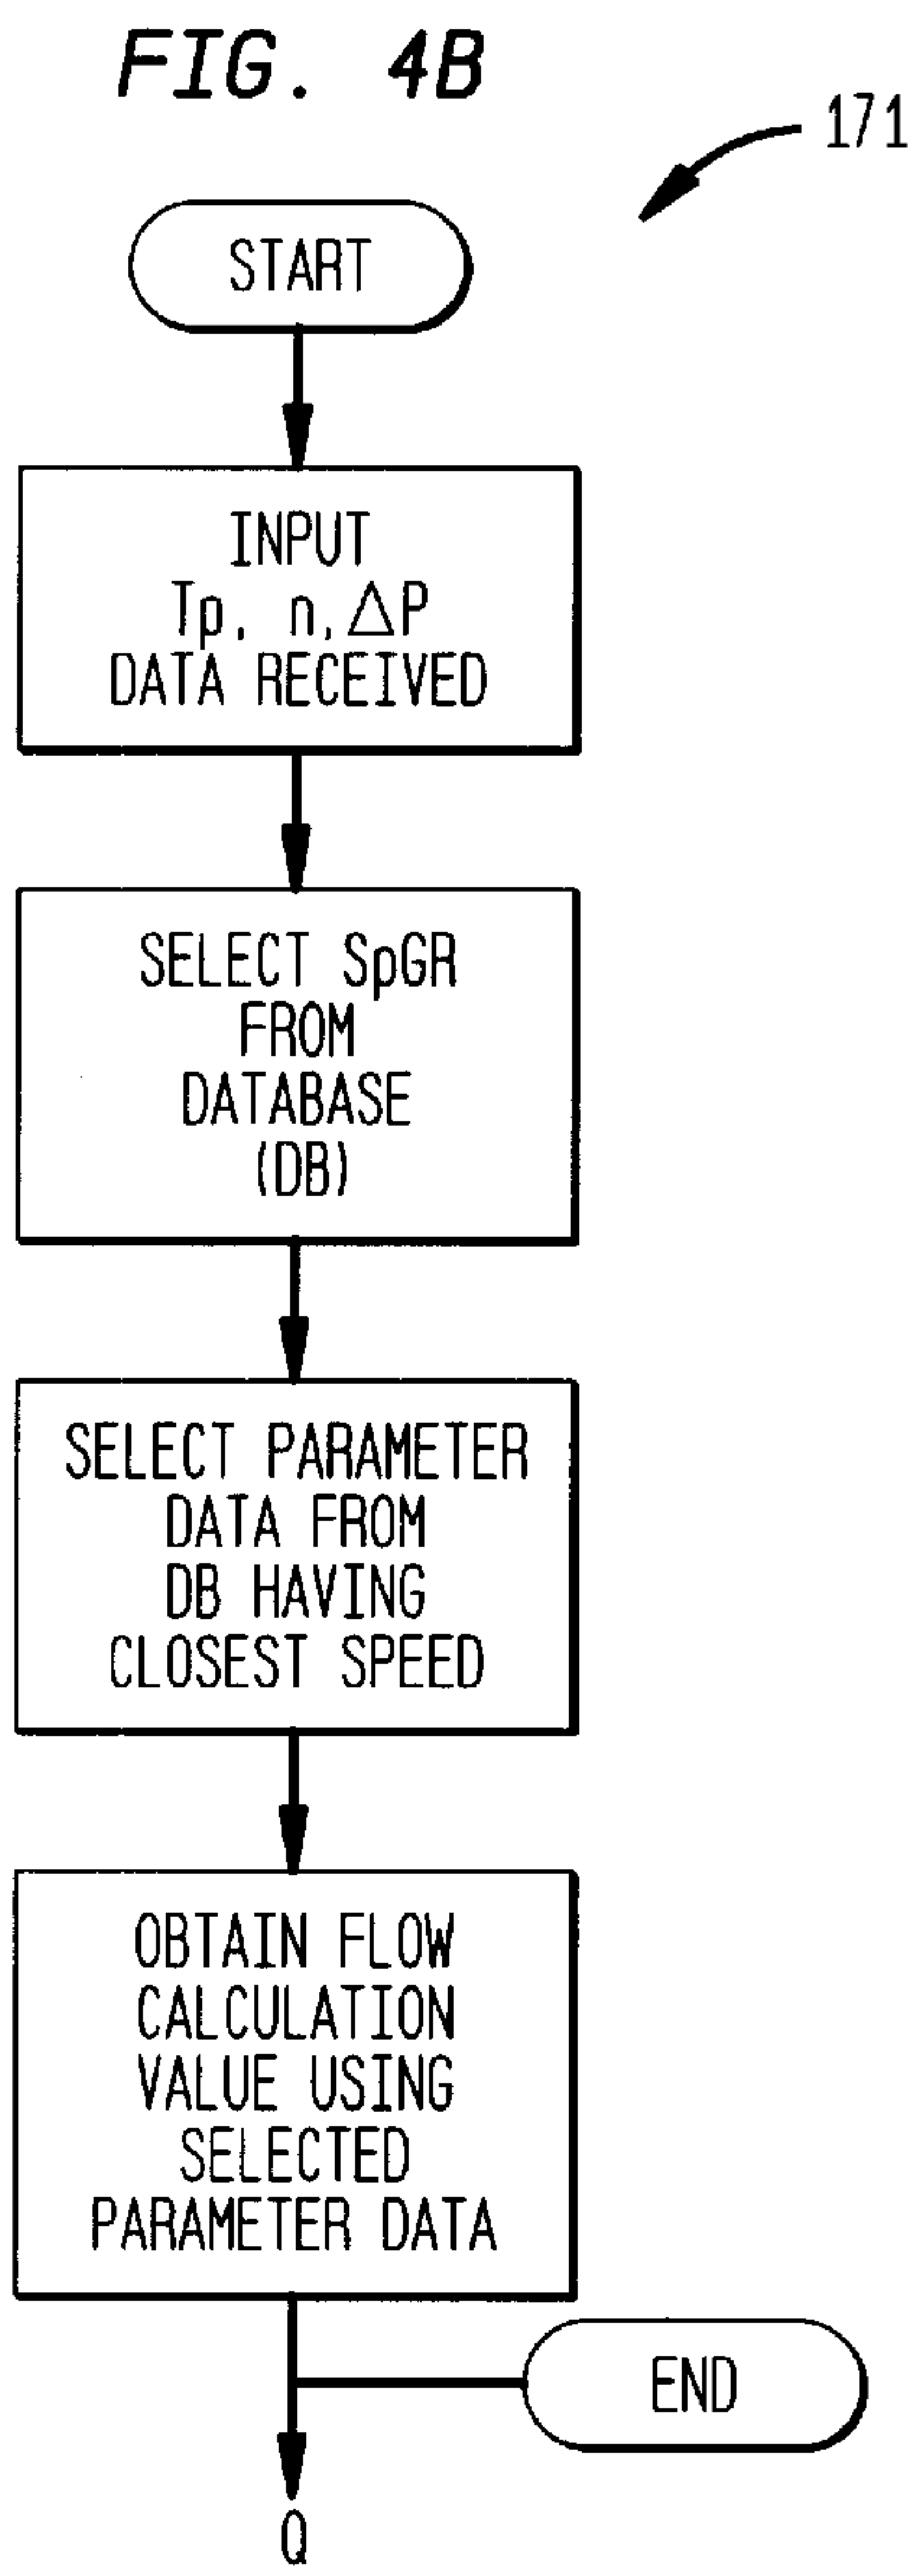 FIG. 4B
171
START
INPUT
Tp, n, △P
DATA RECEIVED
SELECT SpGR
FROM
DATABASE
(DB)
SELECT PARAMETER
DATA FROM
DB HAVING
CLOSEST SPEED
OBTAIN FLOW
CALCULATION
VALUE USING
SELECTED
PARAMETER DATA
END
Q